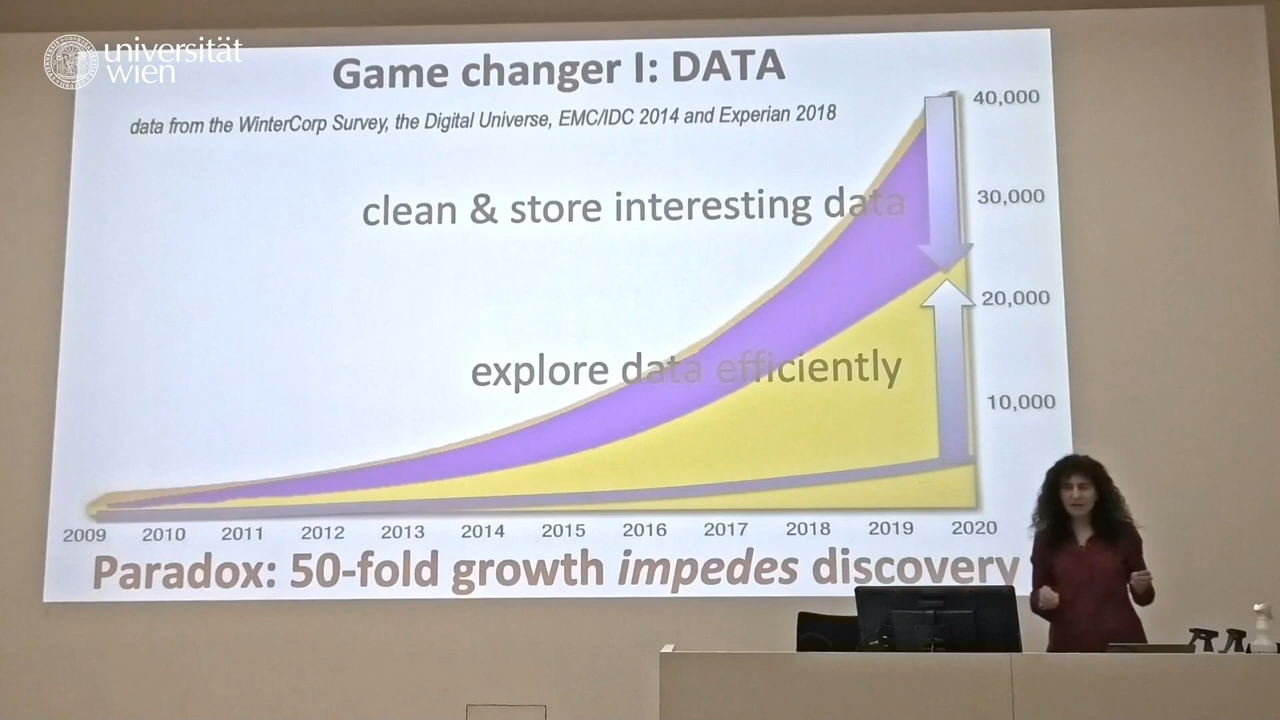 universität
wien
Game changer I: DATA
data from the WinterCorp Survey, the Digital Universe, EMC/IDC 2014 and Experian 2018
40,000
clean & store interesting data
30,000
20,000
explore data efficiently
10,000
2009 2010 2011 2012 2013 2014 2015 2016 2017 2018 2019 2020
Paradox: 50-fold growth impedes discovery